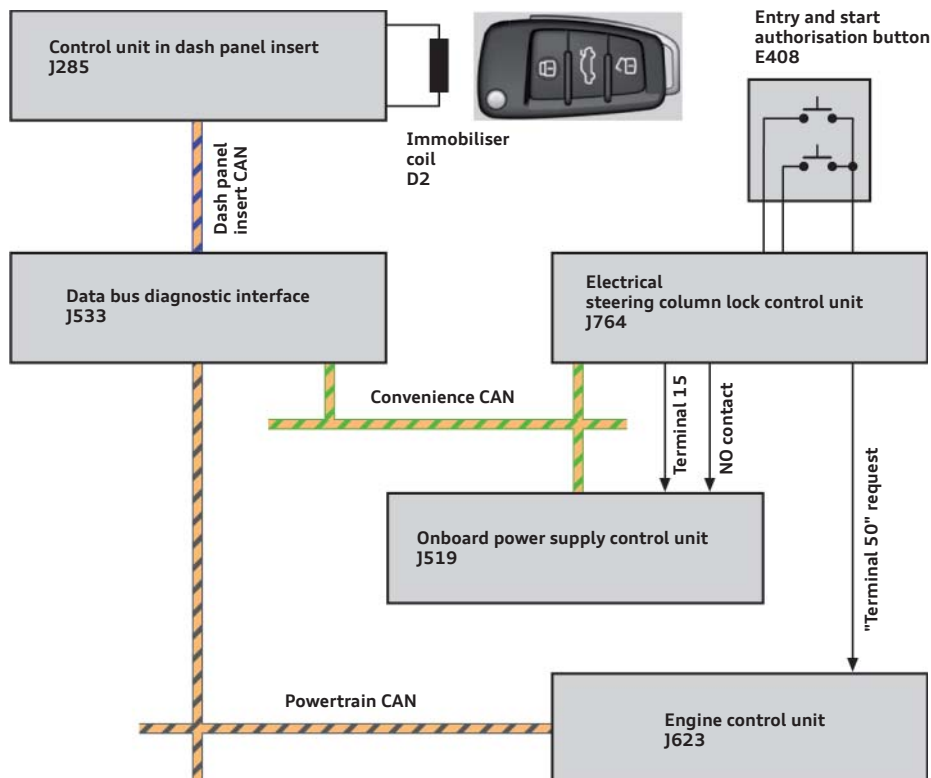 Control unit in dash panel insert
J285
Immobiliser
coil
D2
Entry and start
authorisation button
E408
Dash panel
insert CAN
Data bus diagnostic interface
J533
Electrical
steering column lock control unit
J764
Convenience CAN
Terminal 15
NO contact
"Terminal 50" request
Onboard power supply control unit
J519
Powertrain CAN
Engine control unit
J623